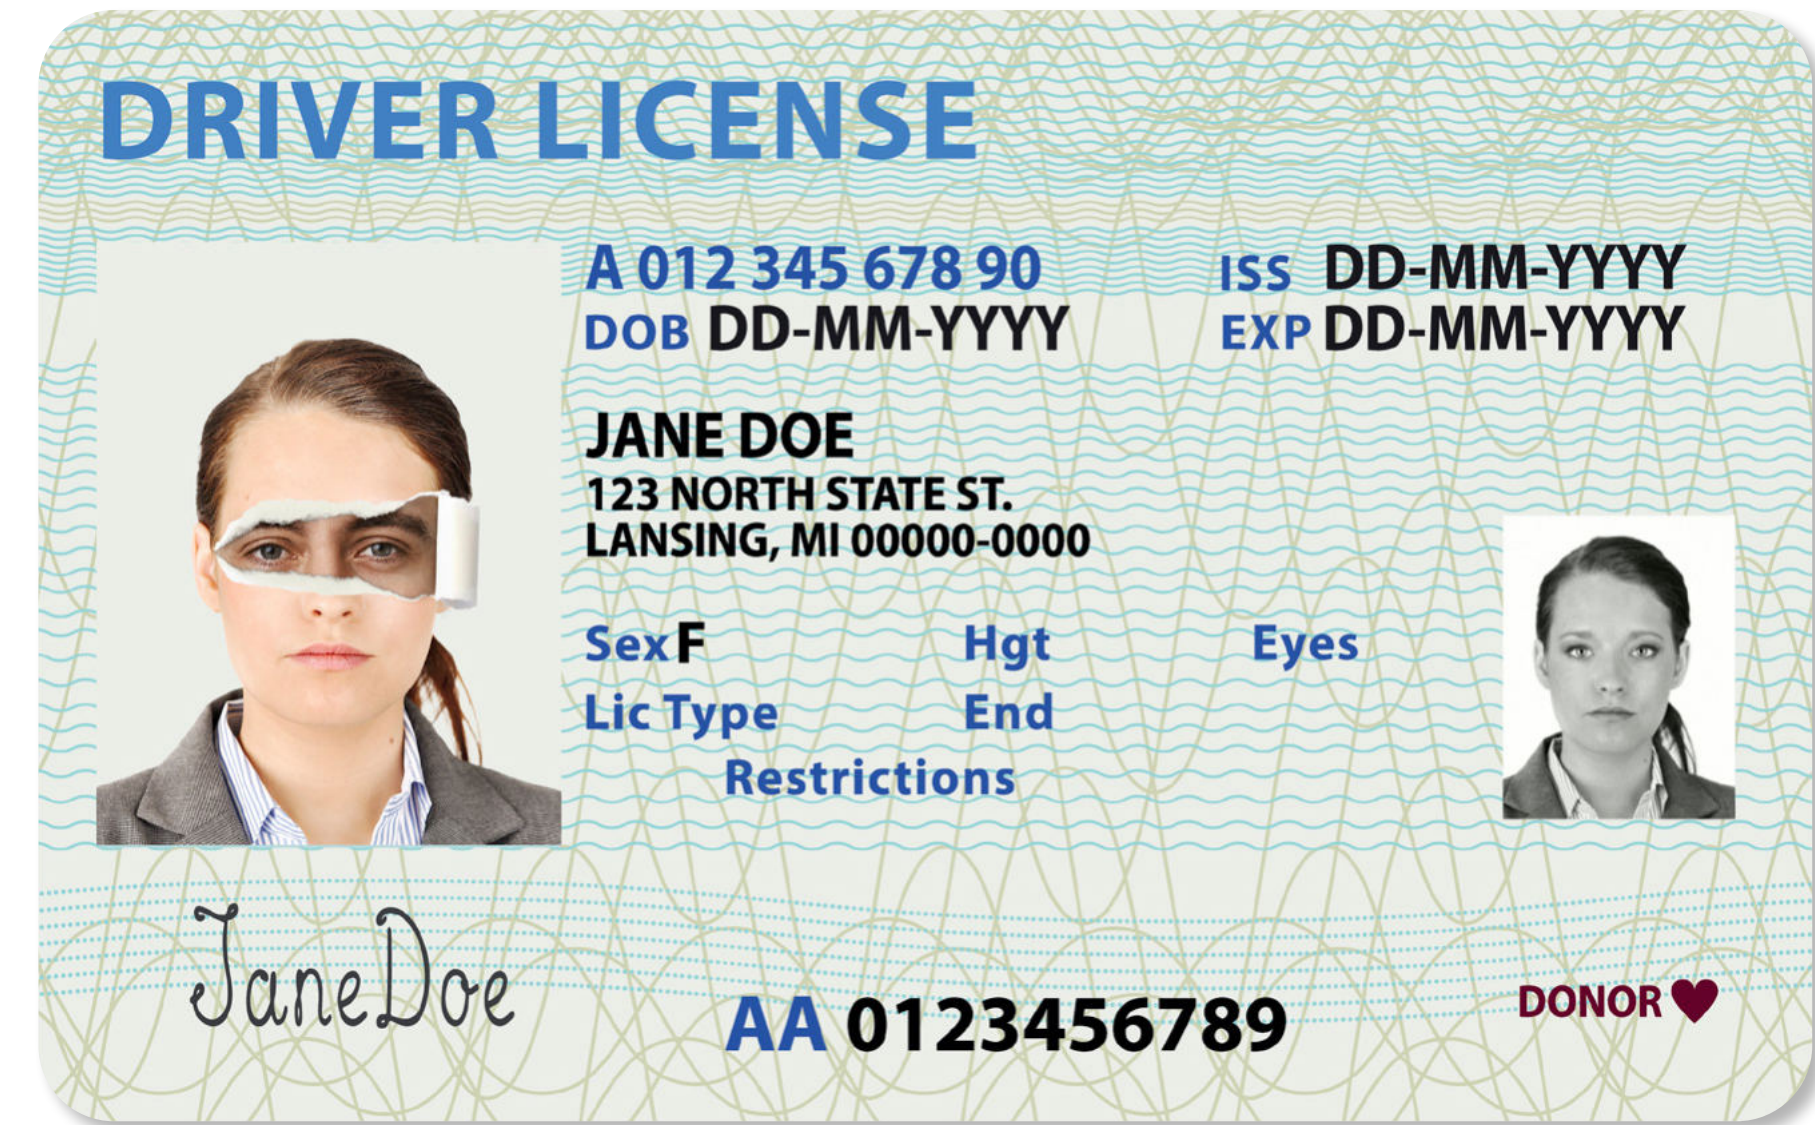 DRIVER LICENSE
A 012 345 678 90
ISS DD-MM-YYYY
DOB DD-MM-YYYY
EXP DD-MM-YYYY
JANE DOE
123 NORTH STATE ST.
LANSING, MI 00000-0000
Sex F Hgt Eyes
Lic Type End
Restrictions
Jane Doe
AA 0123456789
DONOR